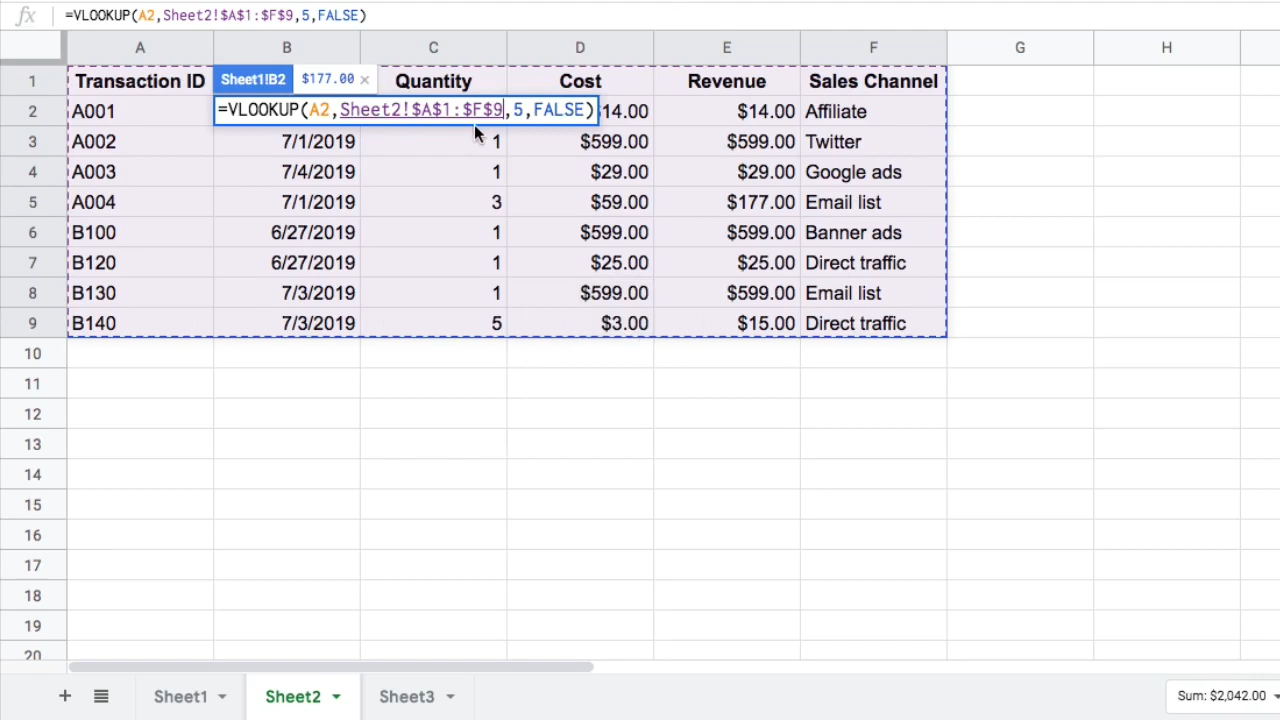 fx =VLOOKUP(A2,Sheet2!$A$1:$F$9,5,FALSE)
A B C D E F G H
1 Transaction ID Sheet1!B2 $177.00 × Quantity Cost Revenue Sales Channel
2 A001 =VLOOKUP(A2,Sheet2!$A$1:$F$9,5,FALSE) $14.00 $14.00 Affiliate
3 A002 7/1/2019 1 $599.00 $599.00 Twitter
4 A003 7/4/2019 1 $29.00 $29.00 Google ads
5 A004 7/1/2019 3 $59.00 $177.00 Email list
6 B100 6/27/2019 1 $599.00 $599.00 Banner ads
7 B120 6/27/2019 1 $25.00 $25.00 Direct traffic
8 B130 7/3/2019 1 $599.00 $599.00 Email list
9 B140 7/3/2019 5 $3.00 $15.00 Direct traffic
10
11
12
13
14
15
16
17
18
19
20
+ Sheet1 Sheet2 Sheet3 Sum: $2,042.00